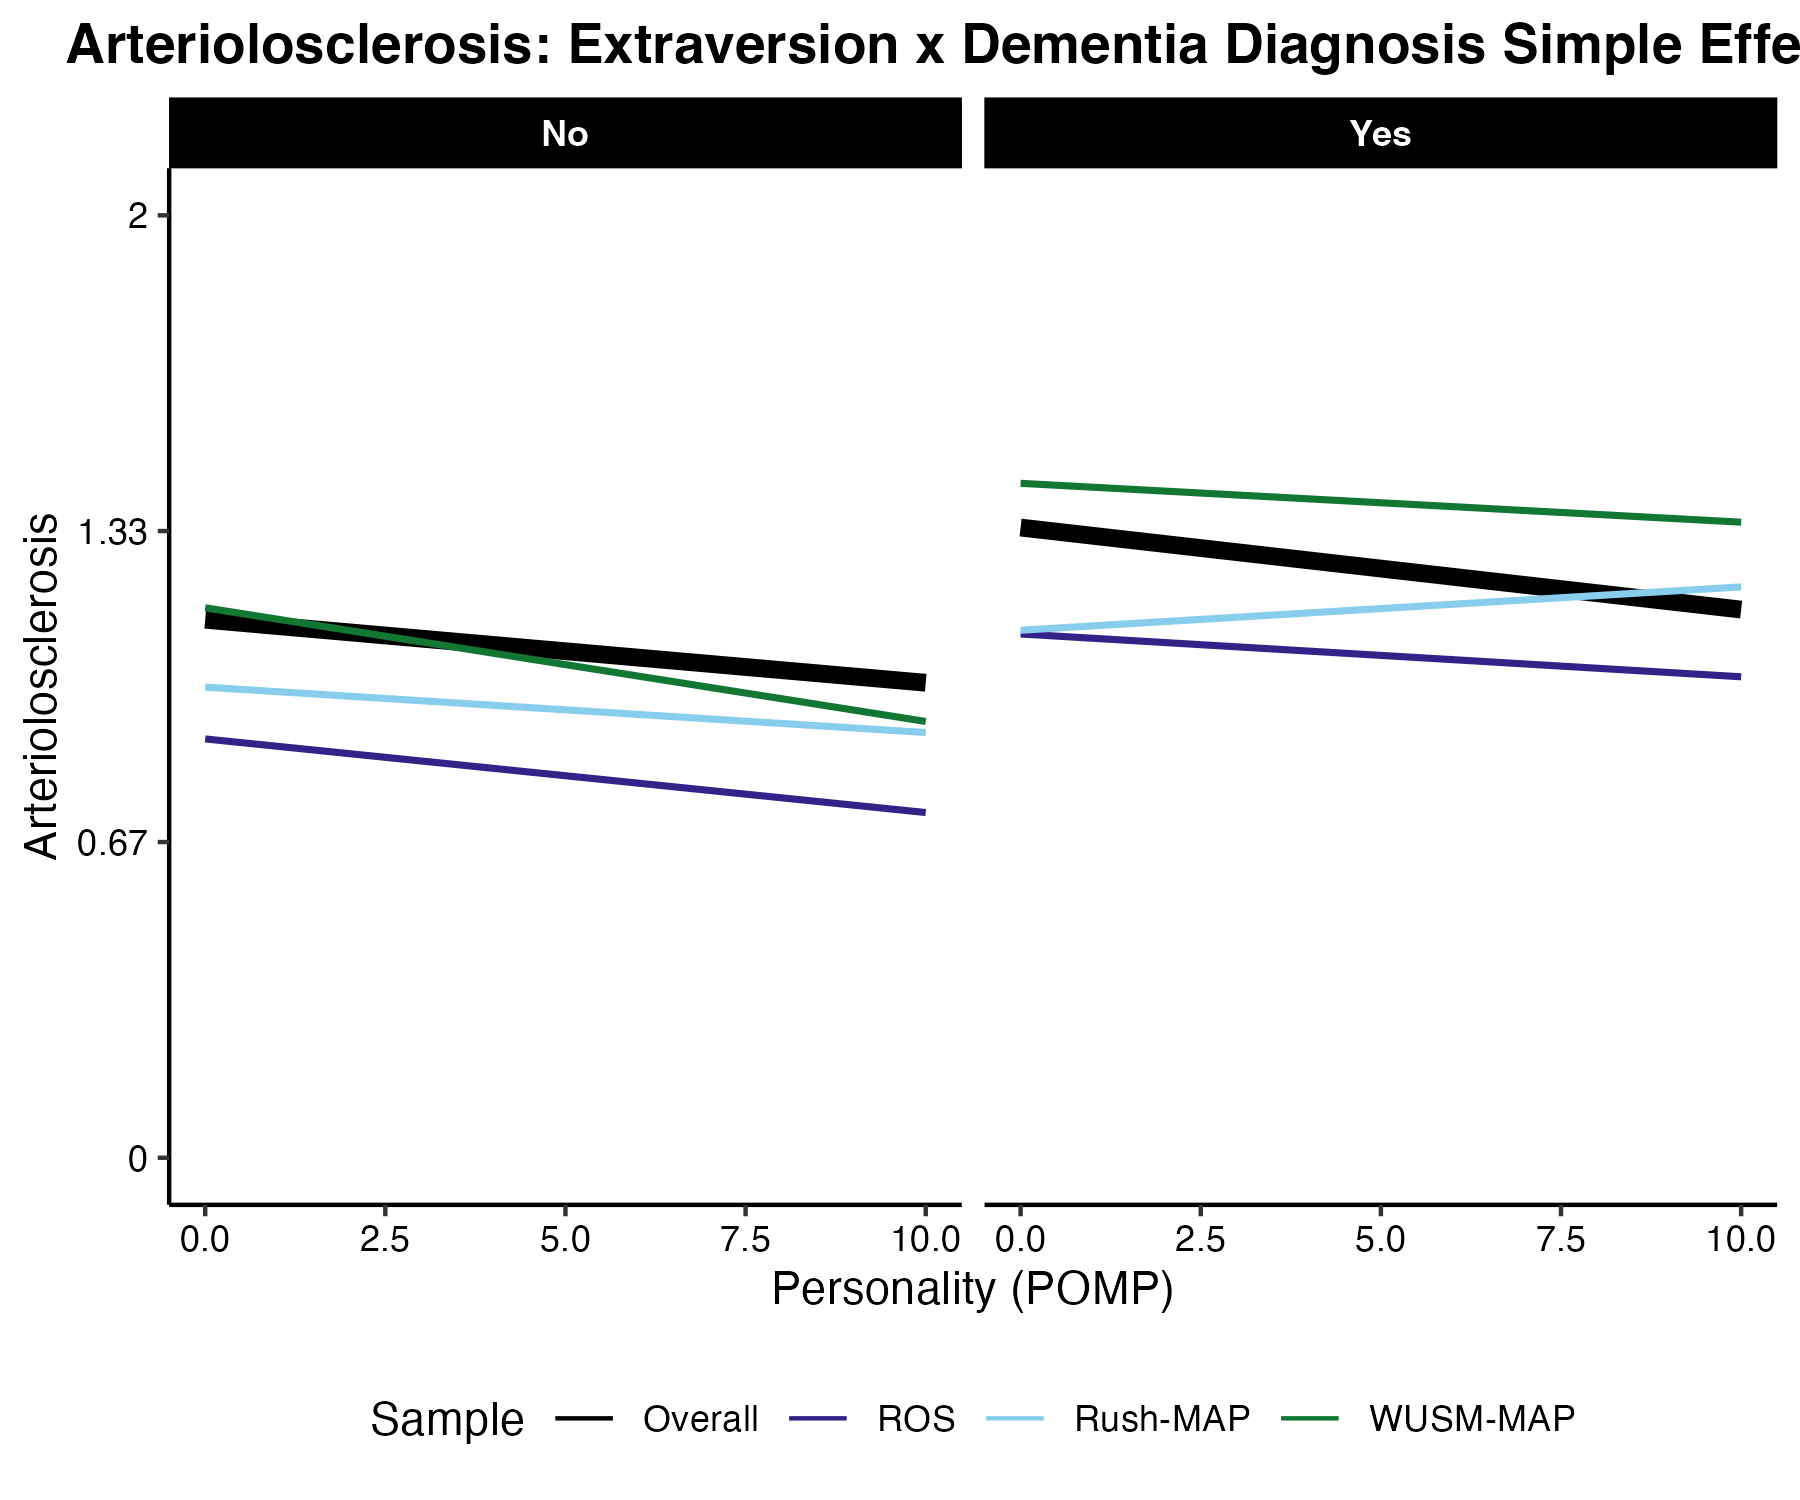 Arteriolosclerosis: Extraversion x Dementia Diagnosis Simple Effe
No
Yes
Arteriolosclerosis
2
1.33
0.67
0
0.0 2.5 5.0 7.5 10.0
0.0 2.5 5.0 7.5 10.0
Personality (POMP)
Sample Overall ROS Rush-MAP WUSM-MAP